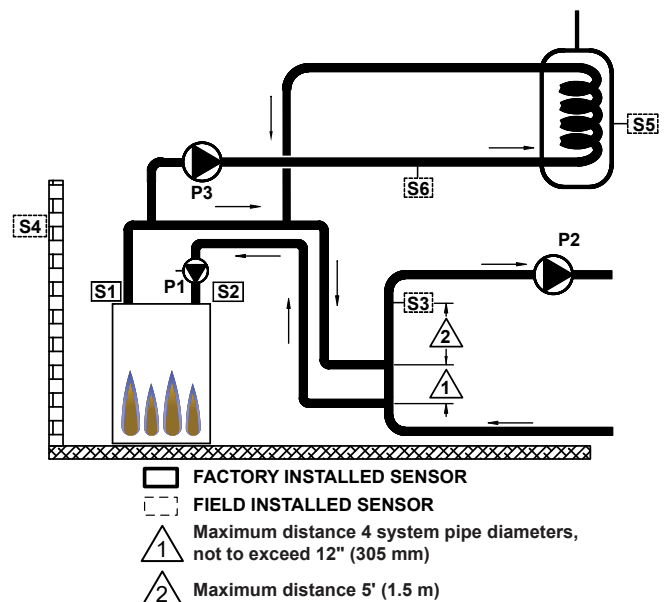 S5
P3
S6
S4
P2
S1
P1
S2
S3
2
1
FACTORY INSTALLED SENSOR
FIELD INSTALLED SENSOR
1 Maximum distance 4 system pipe diameters,
not to exceed 12" (305 mm)
2 Maximum distance 5' (1.5 m)